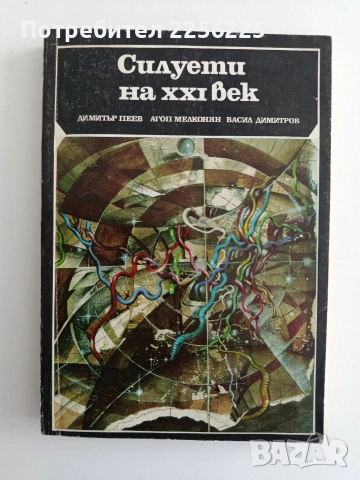 Потребител 2256225
Силуети
на XXI век
ДИМИТЪР ПЕЕВ АГОП МЕЛКОНЯН ВАСИЛ ДИМИТРОВ
BAZAR